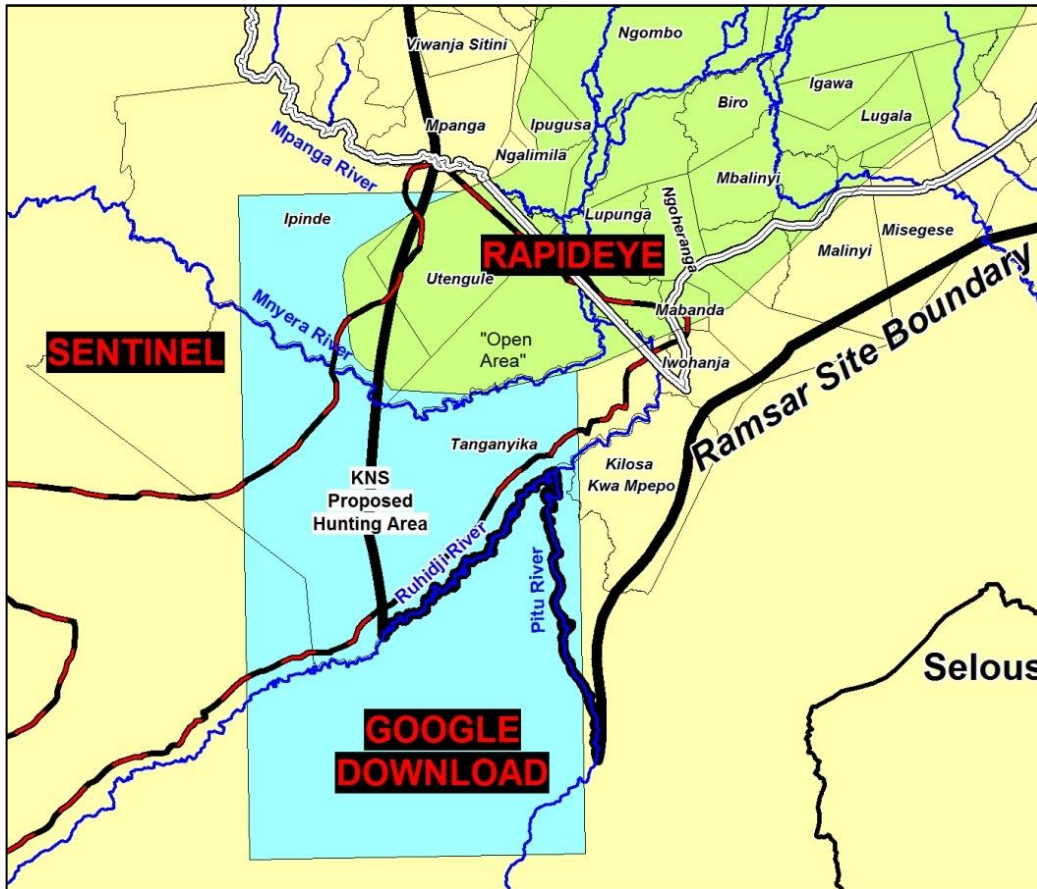 Viwanja Sitini
Ngombo
Igawa
Biro
Lugala
Mpanga
Ipugusa
Mpanga River
Ngalimila
Mbalinyi
Ipinde
Lupunga
Ngoheranga
Misegese
RAPIDEYE
Malinyi
Utengule
Mnyera River
Mabanda
SENTINEL
"Open
Area"
Iwohanja
Ramsar Site Boundary
Tanganyika
Kilosa
Kwa Mpepo
KNS
Proposed
Hunting Area
Ruhidji River
Pitu River
Selous
GOOGLE
DOWNLOAD